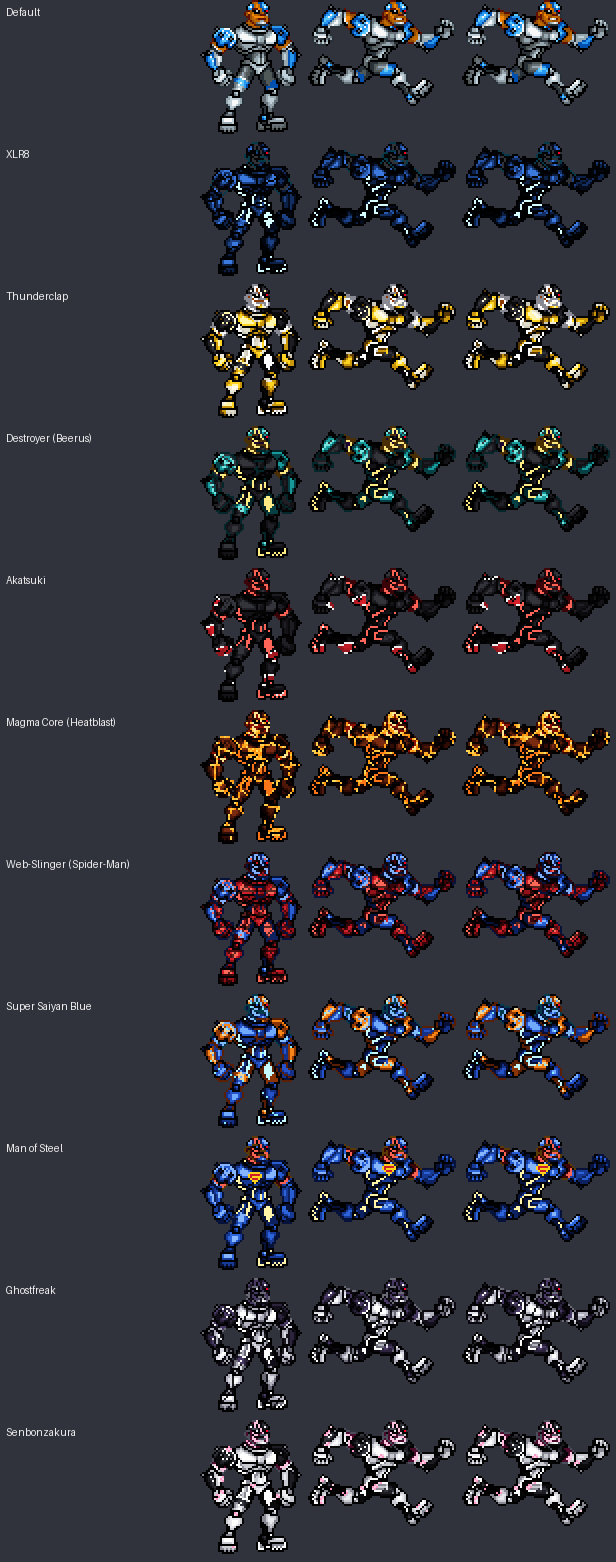 Default
XLR8
Thunderclap
Destroyer (Beerus)
Akatsuki
Magma Core (Heatblast)
Web-Slinger (Spider-Man)
Super Saiyan Blue
Man of Steel
Ghostfreak
Senbonzakura